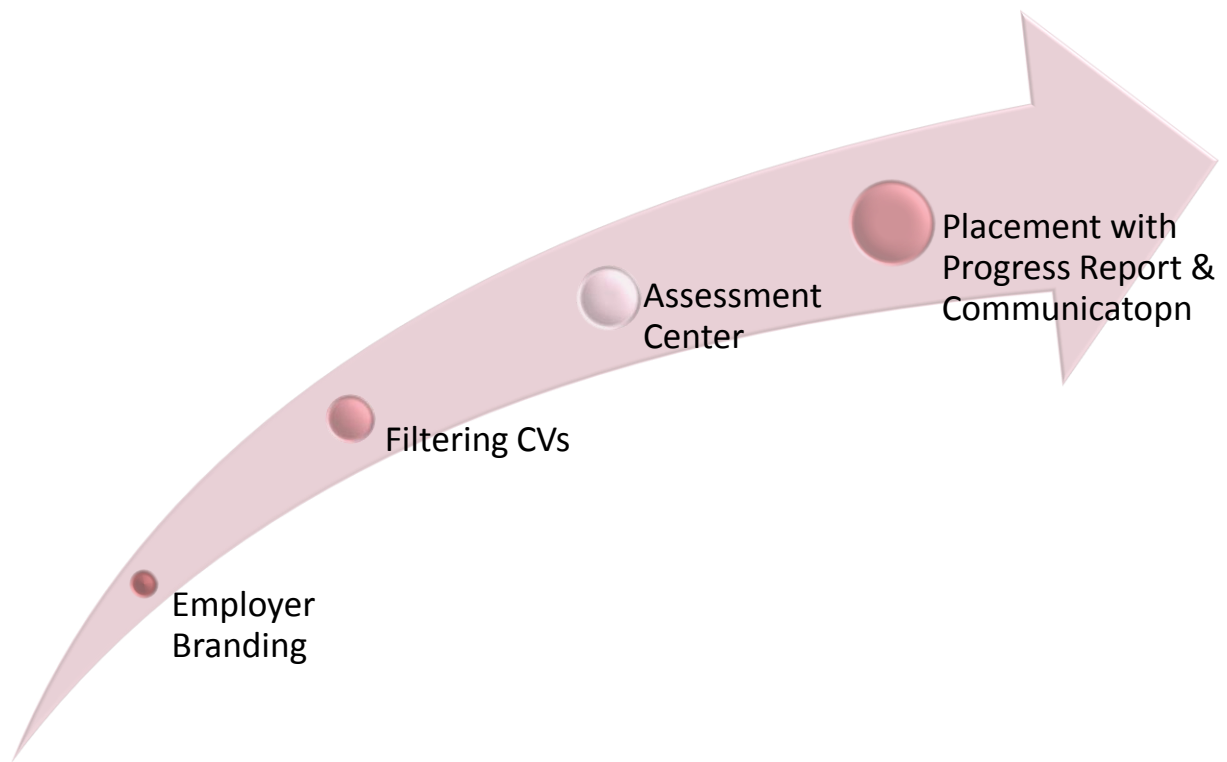 Placement with
Progress Report &
Communicatopn
Assessment
Center
Filtering CVs
Employer
Branding